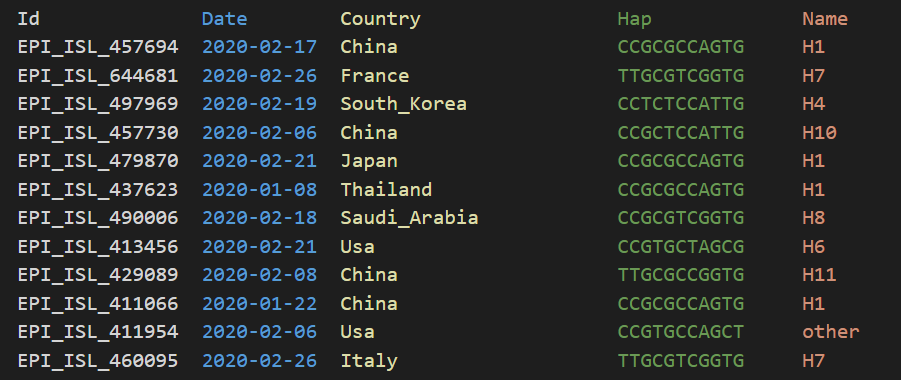 Id Date Country Hap Name
EPI_ISL_457694 2020-02-17 China CCGCGCCAGTG H1
EPI_ISL_644681 2020-02-26 France TTGCGTCGGTG H7
EPI_ISL_497969 2020-02-19 South_Korea CCTCTCCATTG H4
EPI_ISL_457730 2020-02-06 China CCGCTCCATTG H10
EPI_ISL_479870 2020-02-21 Japan CCGCGCCAGTG H1
EPI_ISL_437623 2020-01-08 Thailand CCGCGCCAGTG H1
EPI_ISL_490006 2020-02-18 Saudi_Arabia CCGCGTCGGTG H8
EPI_ISL_413456 2020-02-21 Usa CCGTGCTAGCG H6
EPI_ISL_429089 2020-02-08 China TTGCGCCGGTG H11
EPI_ISL_411066 2020-01-22 China CCGCGCCAGTG H1
EPI_ISL_411954 2020-02-06 Usa CCGTGCCAGCT other
EPI_ISL_460095 2020-02-26 Italy TTGCGTCGGTG H7